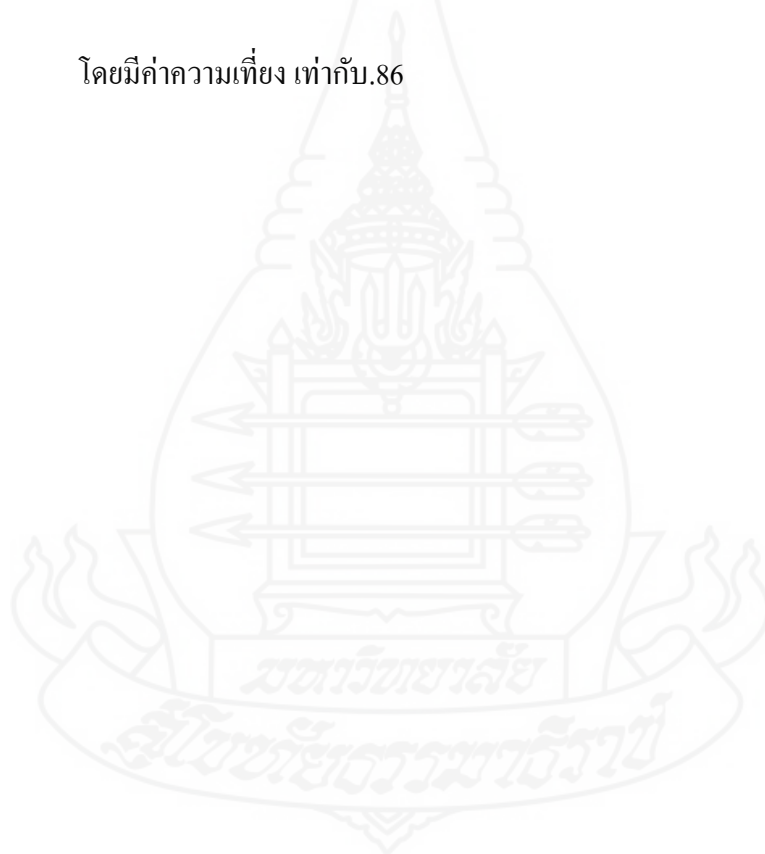 โดยมีค่าความเที่ยง เท่ากับ.86
มหาวิทยาลัย
สุโขทัยธรรมาธิราช